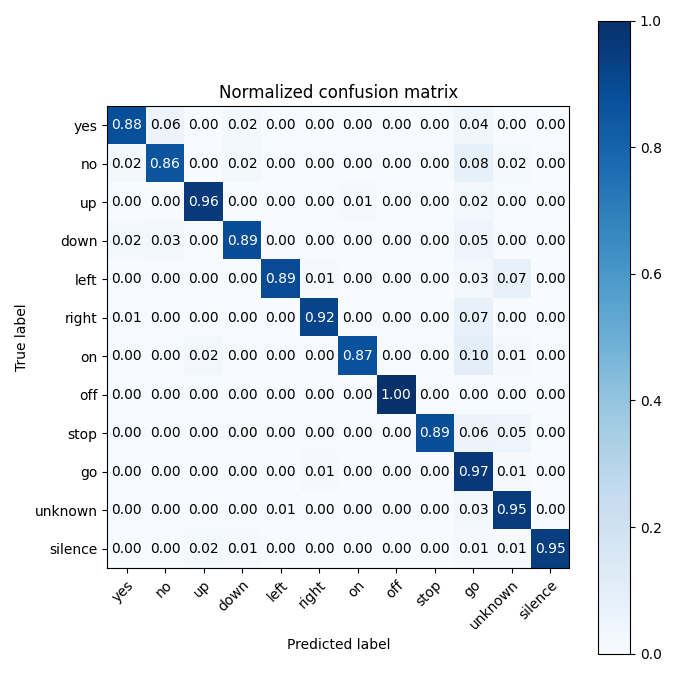 Normalized confusion matrix
1.0
yes 0.88 0.06 0.00 0.02 0.00 0.00 0.00 0.00 0.00 0.04 0.00 0.00
no 0.02 0.86 0.00 0.02 0.00 0.00 0.00 0.00 0.00 0.08 0.02 0.00
0.8
up 0.00 0.00 0.96 0.00 0.00 0.00 0.01 0.00 0.00 0.02 0.00 0.00
down 0.02 0.03 0.00 0.89 0.00 0.00 0.00 0.00 0.00 0.05 0.00 0.00
0.6
left 0.00 0.00 0.00 0.00 0.89 0.01 0.00 0.00 0.00 0.03 0.07 0.00
right 0.01 0.00 0.00 0.00 0.00 0.92 0.00 0.00 0.00 0.07 0.00 0.00
True label
on 0.00 0.00 0.02 0.00 0.00 0.00 0.87 0.00 0.00 0.10 0.01 0.00
off 0.00 0.00 0.00 0.00 0.00 0.00 0.00 1.00 0.00 0.00 0.00 0.00
0.4
stop 0.00 0.00 0.00 0.00 0.00 0.00 0.00 0.00 0.89 0.06 0.05 0.00
go 0.00 0.00 0.00 0.00 0.00 0.01 0.00 0.00 0.00 0.97 0.01 0.00
unknown 0.00 0.00 0.00 0.00 0.01 0.00 0.00 0.00 0.00 0.03 0.95 0.00
0.2
silence 0.00 0.00 0.02 0.01 0.00 0.00 0.00 0.00 0.00 0.01 0.01 0.95
yes no up down left right on off stop go unknown silence
Predicted label
0.0